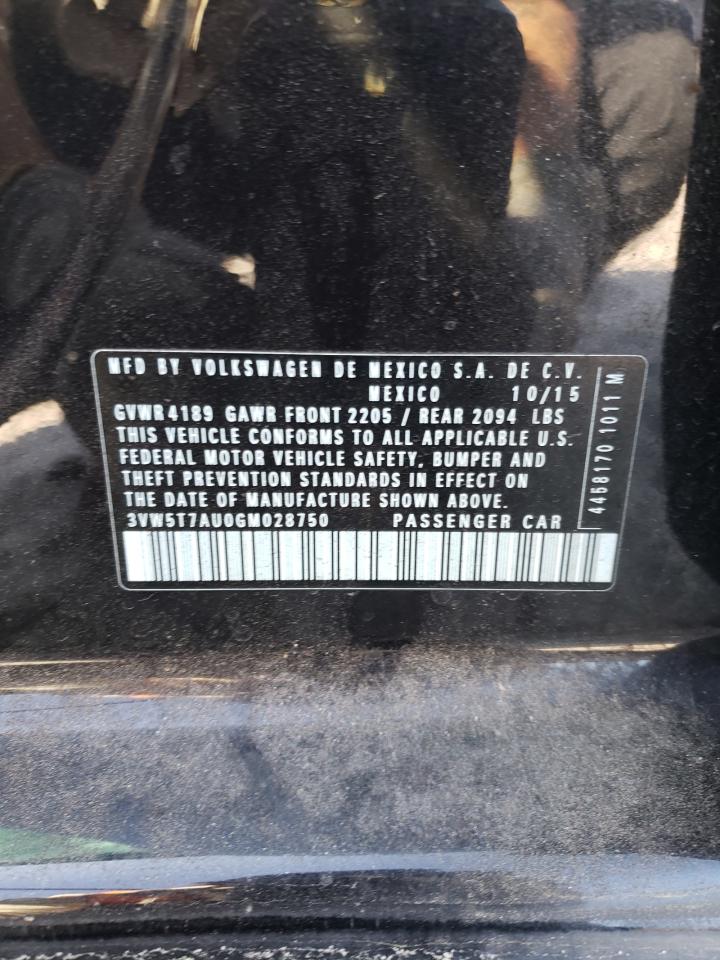 MFD BY VOLKSWAGEN DE MEXICO S.A. DE C.V.
MEXICO 10/15
GVWR 4189 GAWR FRONT 2205 / REAR 2094 LBS
THIS VEHICLE CONFORMS TO ALL APPLICABLE U.S.
FEDERAL MOTOR VEHICLE SAFETY, BUMPER AND
THEFT PREVENTION STANDARDS IN EFFECT ON
THE DATE OF MANUFACTURE SHOWN ABOVE.
3VW5T7AU0GM028750 PASSENGER CAR
4458170 1011 M